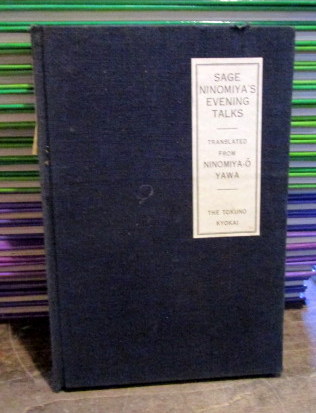 SAGE
NINOMIYA'S
EVENING
TALKS
TRANSLATED
FROM
NINOMIYA-Ō
YAWA
THE TOKUNO
KYOKAI